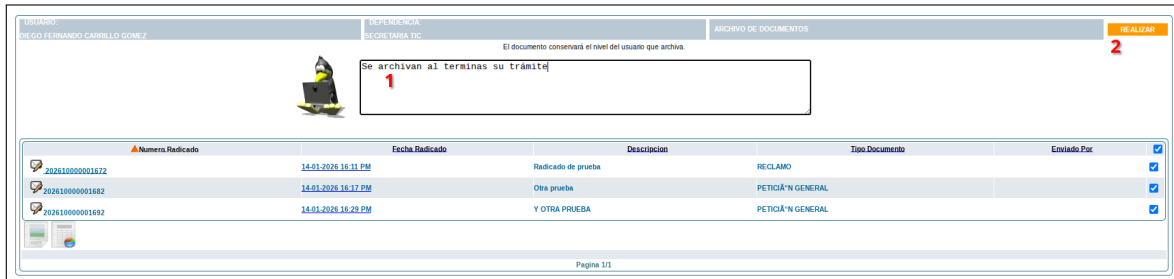 USUARIO: DEPENDENCIA:
DIEGO FERNANDO CARRILLO GOMEZ SECRETARIA TIC ARCHIVO DE DOCUMENTOS REALIZAR
2
El documento conservará el nivel del usuario que archiva.
Se archivan al terminas su trámite
1
Numero Radicado Fecha Radicado Descripcion Tipo Documento Enviado Por
202610000001672 14-01-2026 16:11 PM Radicado de prueba RECLAMO
202610000001682 14-01-2026 16:17 PM Otra prueba PETICIÃ“N GENERAL
202610000001692 14-01-2026 16:29 PM Y OTRA PRUEBA PETICIÃ“N GENERAL
Pagina 1/1